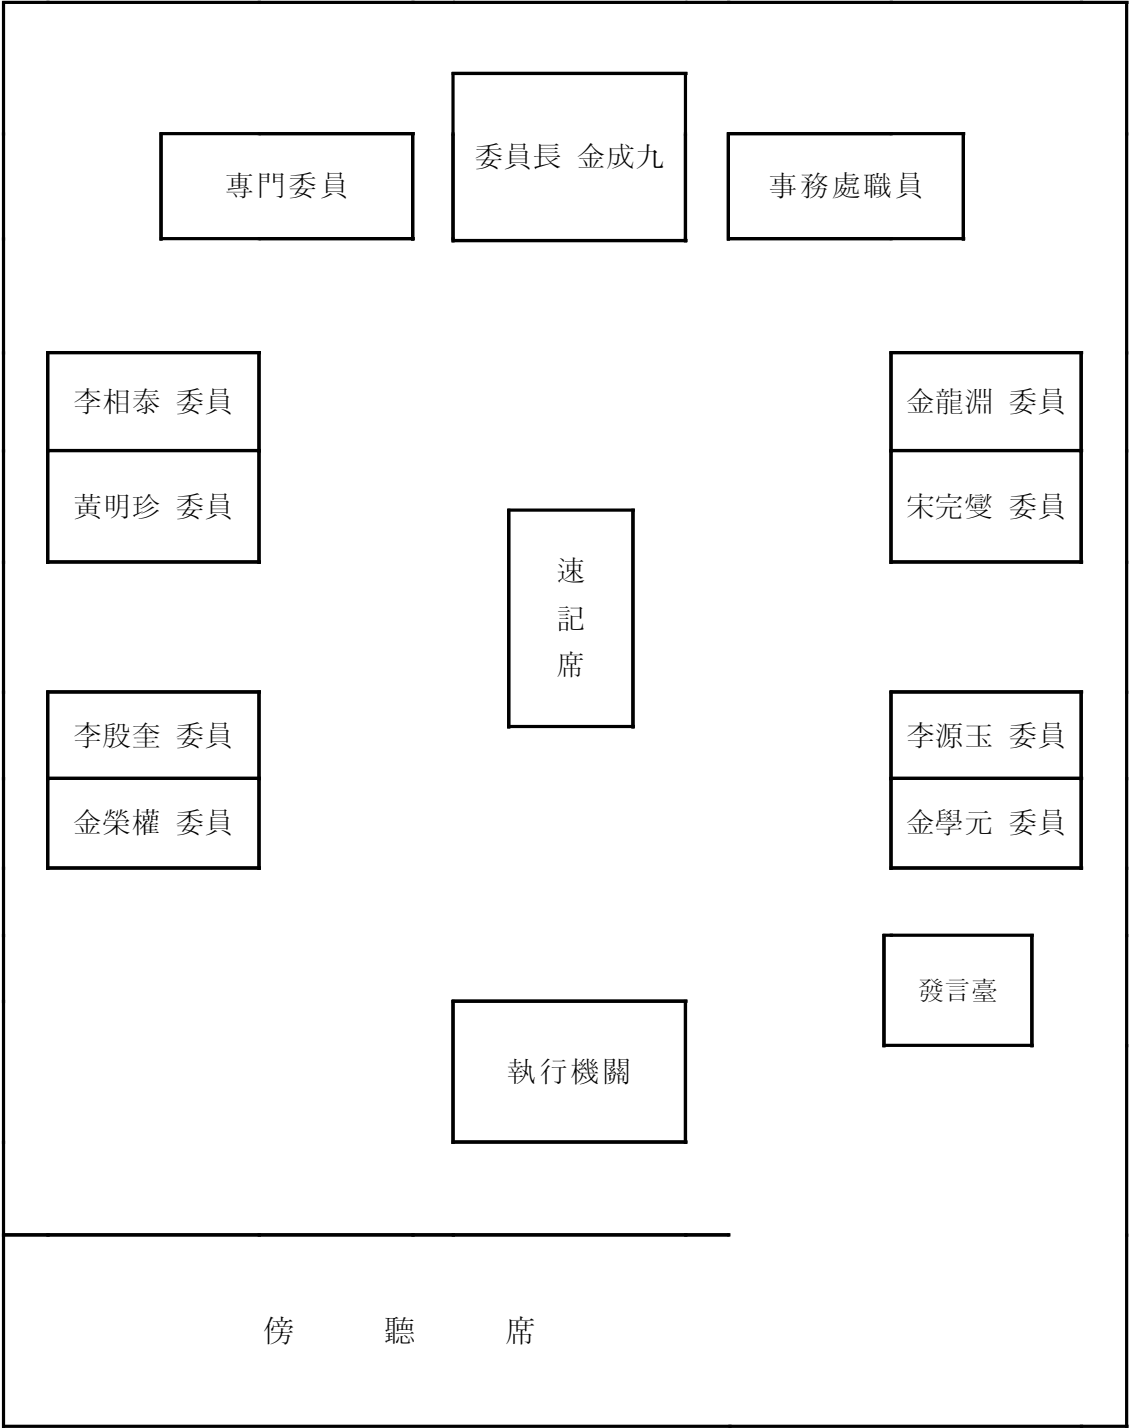 委員長 金成九
專門委員
事務處職員
李相泰 委員
金龍淵 委員
黃明珍 委員
宋完燮 委員
速
記
席
李殷奎 委員
李源玉 委員
金榮權 委員
金學元 委員
發言臺
執行機關
傍 聽 席